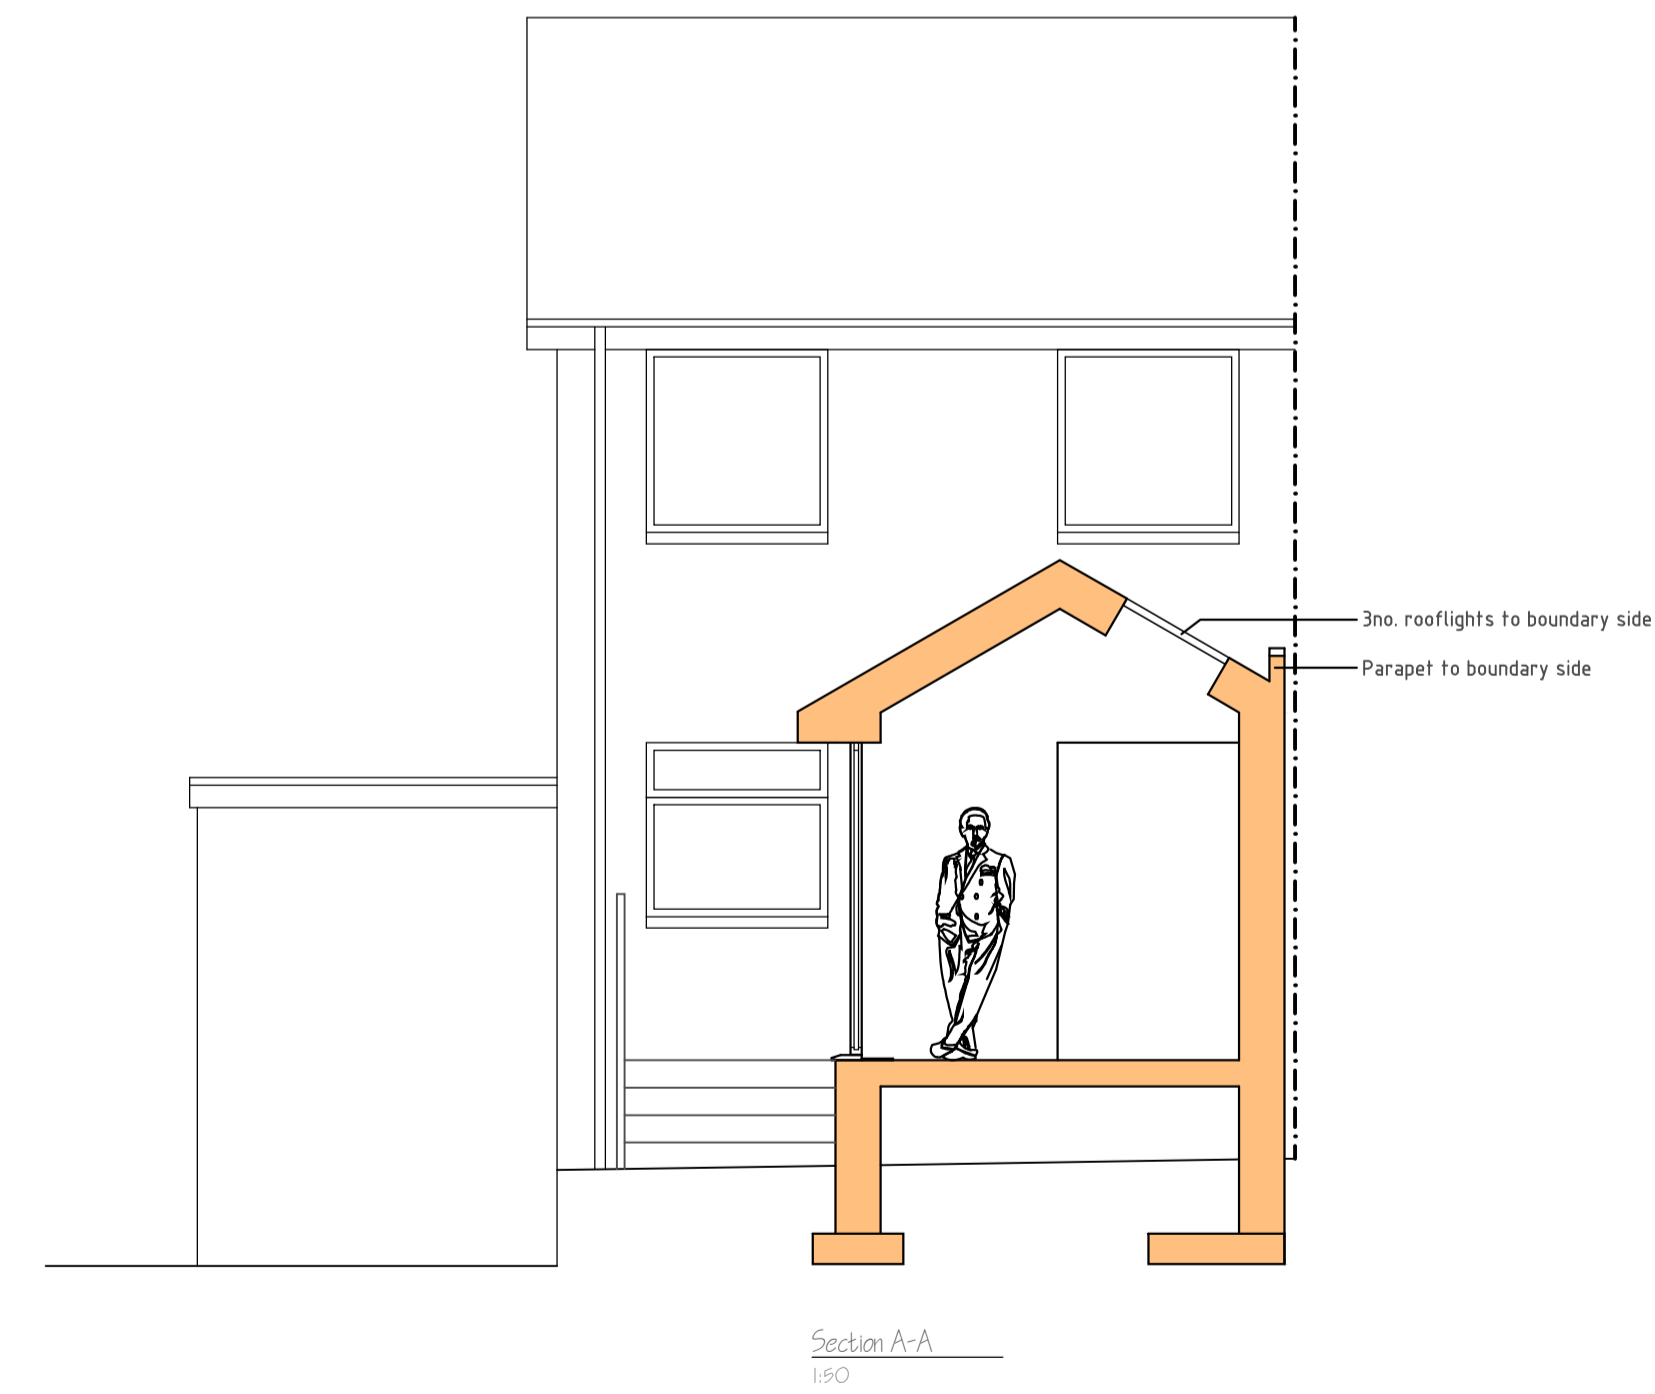 3no. rooflights to boundary side
Parapet to boundary side
Section A-A
1:50